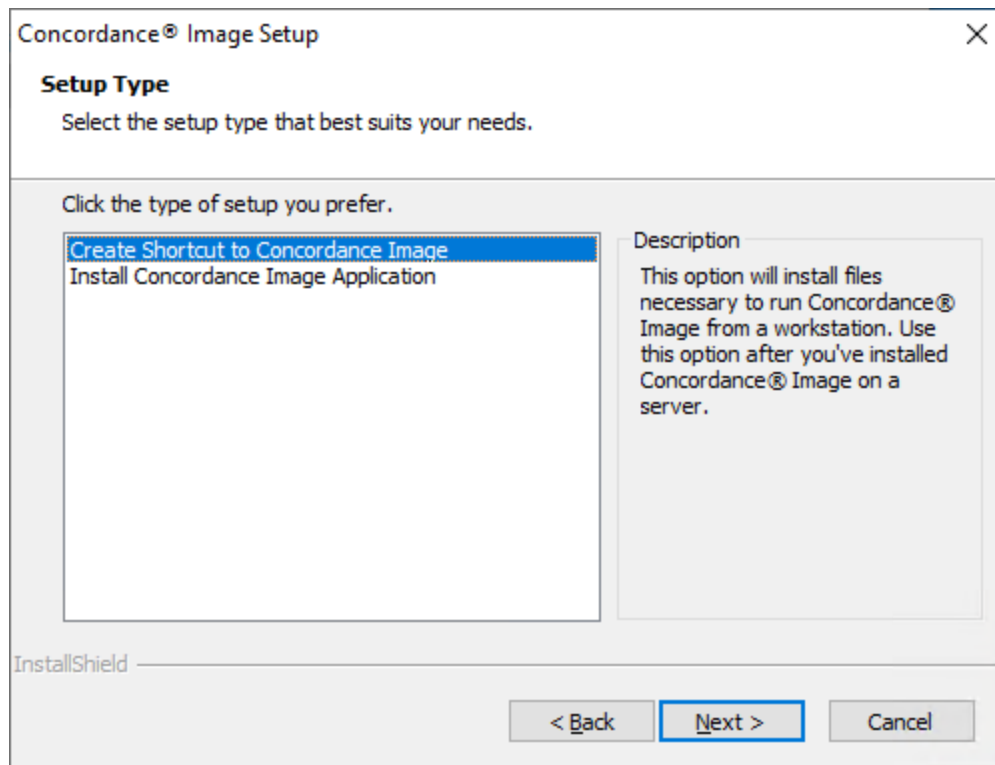 Concordance® Image Setup
Setup Type
Select the setup type that best suits your needs.
Click the type of setup you prefer.
Create Shortcut to Concordance Image
Install Concordance Image Application
Description
This option will install files
necessary to run Concordance®
Image from a workstation. Use
this option after you've installed
Concordance® Image on a
server.
InstallShield
< Back
Next >
Cancel